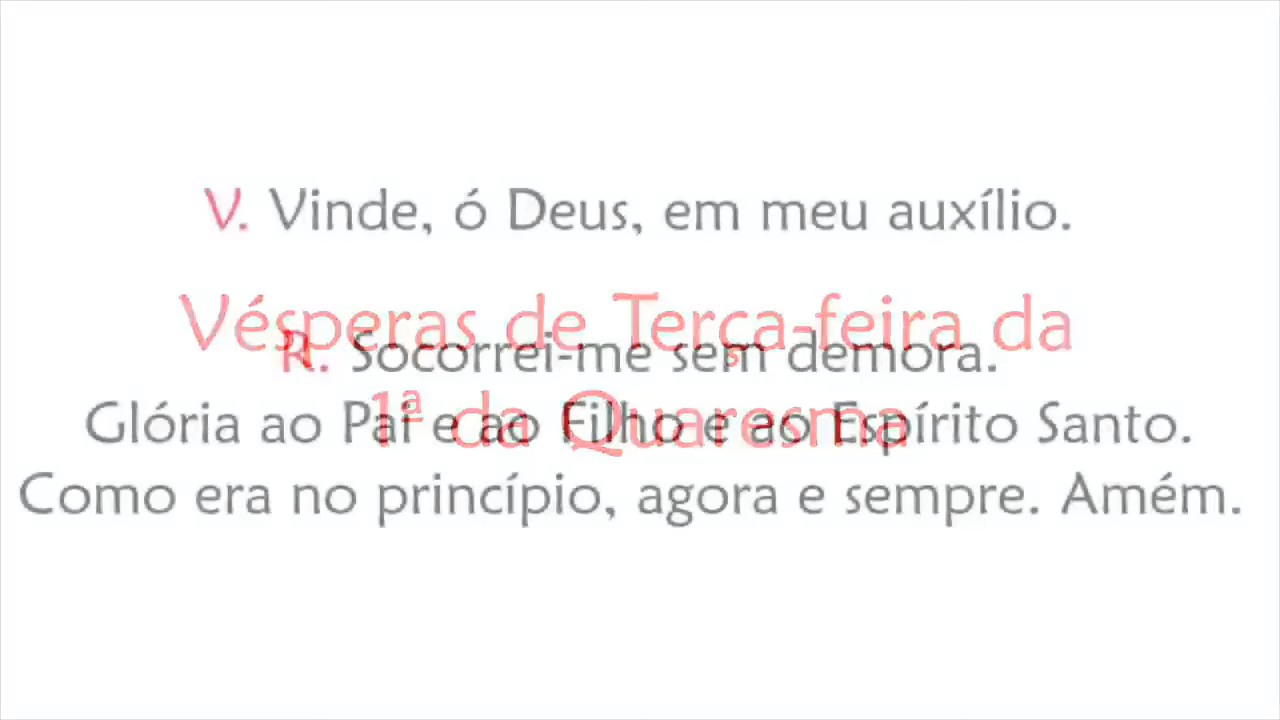 V. Vinde, ó Deus, em meu auxílio.
Vésperas de Terça-feira da
R. Socorrei-me sem demora.
1ª da Quaresma
Glória ao Pai e ao Filho e ao Espírito Santo.
Como era no princípio, agora e sempre. Amém.